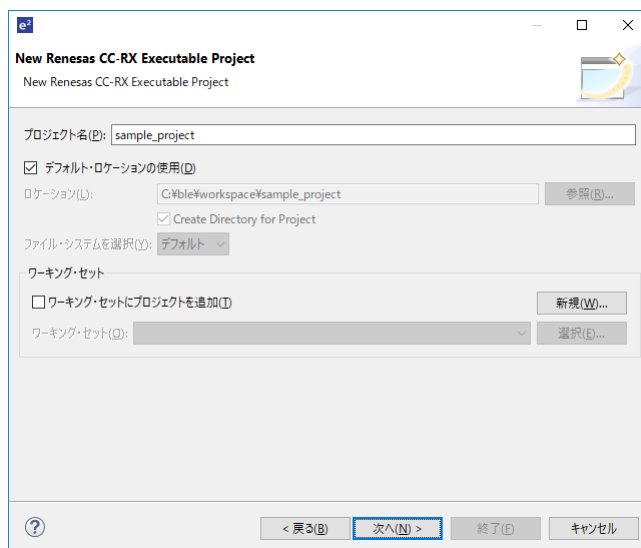 e²
New Renesas CC-RX Executable Project
New Renesas CC-RX Executable Project
プロジェクト名(P): sample_project
デフォルト・ロケーションの使用(D)
ロケーション(L): C:¥ble¥workspace¥sample_project 参照(R)...
Create Directory for Project
ファイル・システムを選択(Y): デフォルト
ワーキング・セット
ワーキング・セットにプロジェクトを追加(T) 新規(W)...
ワーキング・セット(O): 選択(E)...
? < 戻る(B) 次へ(N) > 終了(F) キャンセル